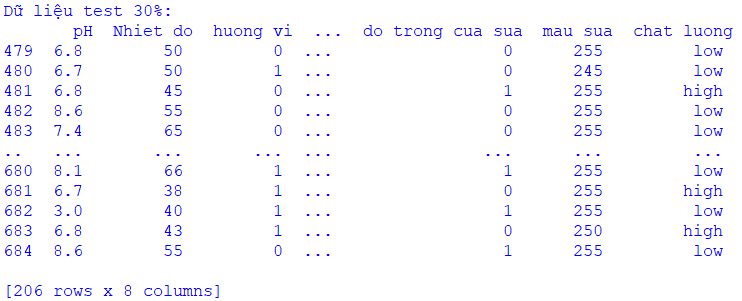 Dữ liệu test 30%:
pH Nhiet do huong vi ... do trong cua sua mau sua chat luong
479 6.8 50 0 ... 0 255 low
480 6.7 50 1 ... 0 245 low
481 6.8 45 0 ... 1 255 high
482 8.6 55 0 ... 0 255 low
483 7.4 65 0 ... 0 255 low
.. ... ... ... ... ... ... ...
680 8.1 66 1 ... 1 255 low
681 6.7 38 1 ... 0 255 high
682 3.0 40 1 ... 1 255 low
683 6.8 43 1 ... 0 250 high
684 8.6 55 0 ... 1 255 low
[206 rows x 8 columns]